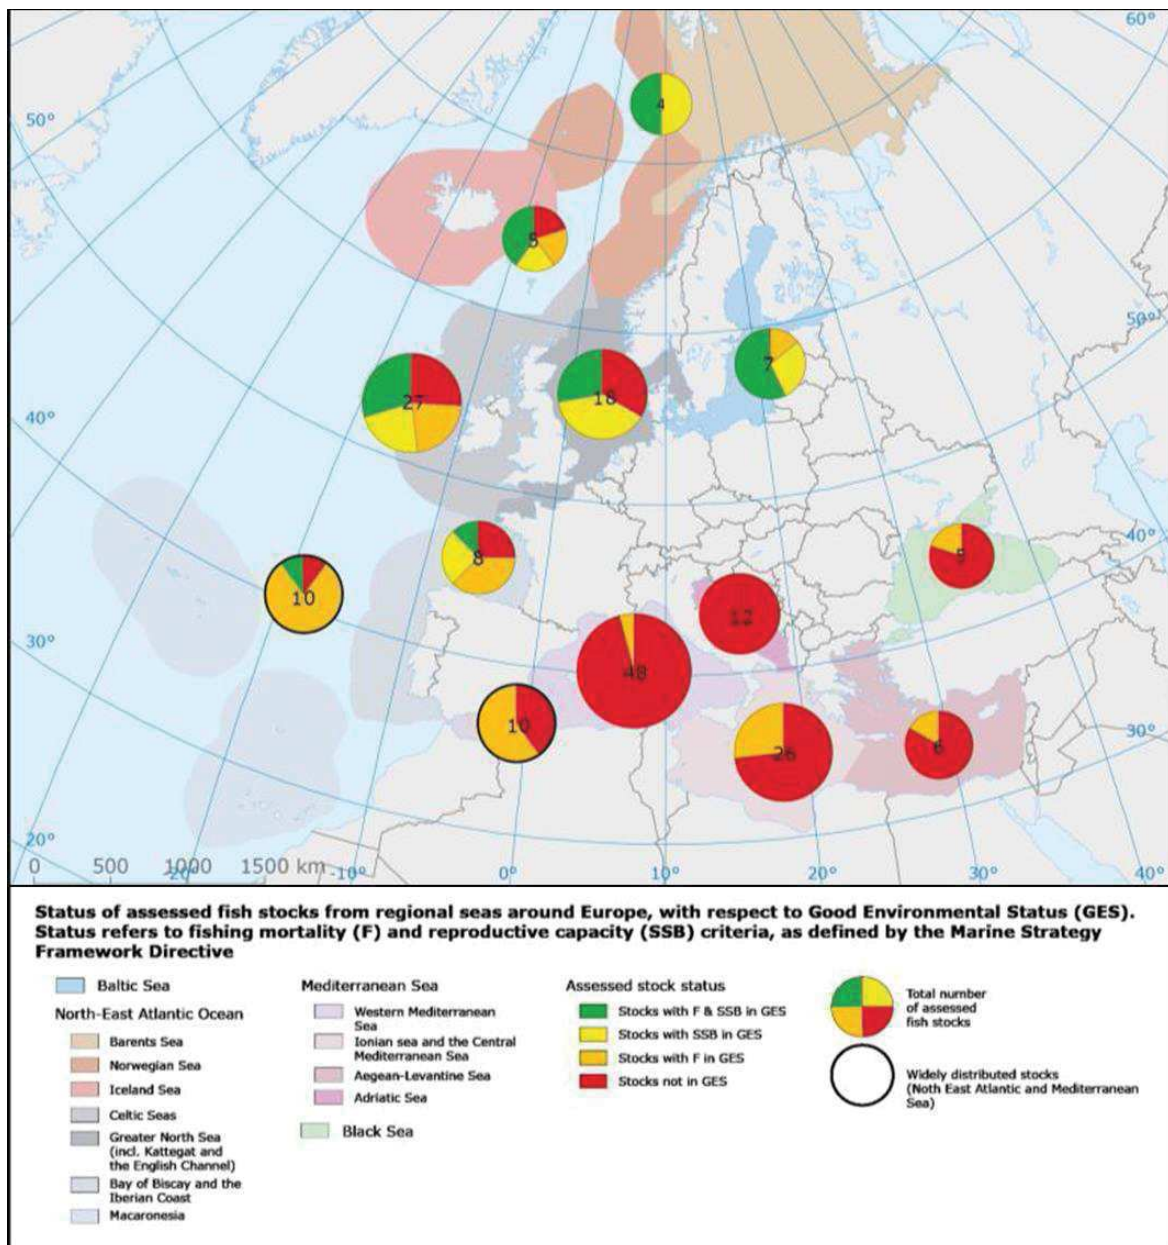 60°
50°
4
5
50°
7
27
18
40°
40°
8
10
12
48
30°
10
26
6
30°
20°
0 500 1000 1500 km
-20° -10° 0° 10° 20° 30° 40°
Status of assessed fish stocks from regional seas around Europe, with respect to Good Environmental Status (GES).
Status refers to fishing mortality (F) and reproductive capacity (SSB) criteria, as defined by the Marine Strategy
Framework Directive
Baltic Sea
North-East Atlantic Ocean
Barents Sea
Norwegian Sea
Iceland Sea
Celtic Seas
Greater North Sea
(incl. Kattegat and
the English Channel)
Bay of Biscay and the
Iberian Coast
Macaronesia
Mediterranean Sea
Western Mediterranean
Sea
Ionian sea and the Central
Mediterranean Sea
Aegean-Levantine Sea
Adriatic Sea
Black Sea
Assessed stock status
Stocks with F & SSB in GES
Stocks with SSB in GES
Stocks with F in GES
Stocks not in GES
Total number
of assessed
fish stocks
Widely distributed stocks
(Noth East Atlantic and Mediterranean
Sea)